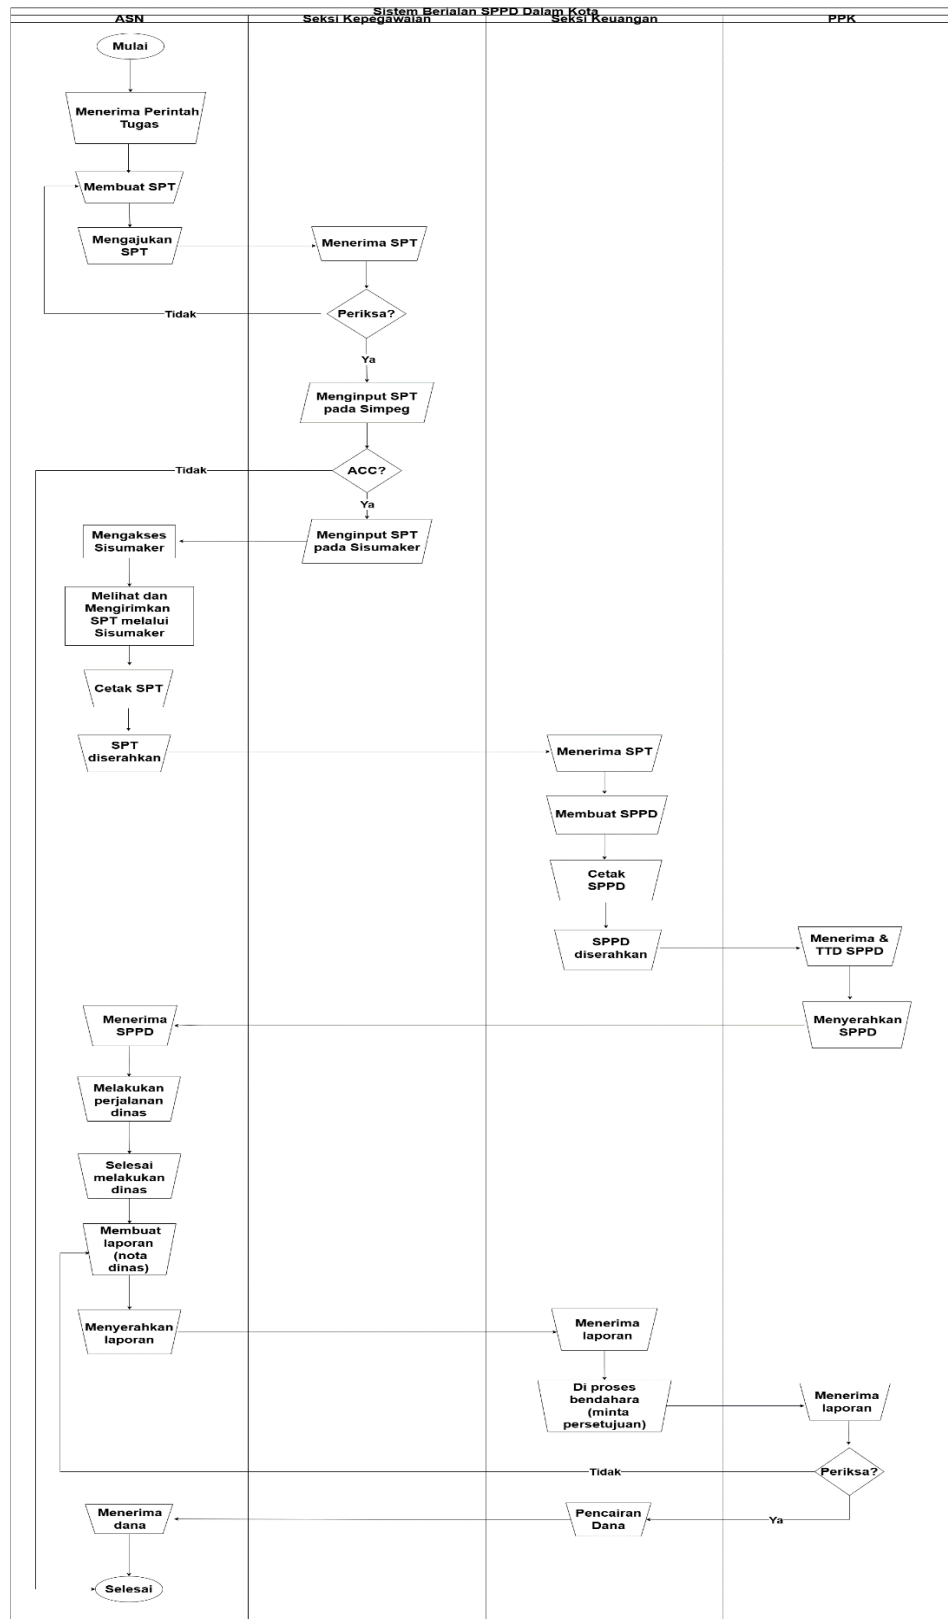 Sistem Berjalan SPPD Dalam Kota
ASN
Seksi Kepegawaian
Seksi Keuangan
PPK
Mulai
Menerima Perintah
Tugas
Membuat SPT
Mengajukan
SPT
Menerima SPT
Tidak
Periksa?
Ya
Menginput SPT
pada Simpeg
Tidak
ACC?
Ya
Mengakses
Sisumaker
Menginput SPT
pada Sisumaker
Melihat dan
Mengirimkan
SPT melalui
Sisumaker
Cetak SPT
SPT
diserahkan
Menerima SPT
Membuat SPPD
Cetak
SPPD
SPPD
diserahkan
Menerima &
TTD SPPD
Menerima
SPPD
Menyerahkan
SPPD
Melakukan
perjalanan
dinas
Selesai
melakukan
dinas
Membuat
laporan
(nota
dinas)
Menyerahkan
laporan
Menerima
laporan
Di proses
bendahara
(minta
persetujuan)
Menerima
laporan
Tidak
Periksa?
Menerima
dana
Pencairan
Dana
Ya
Selesai